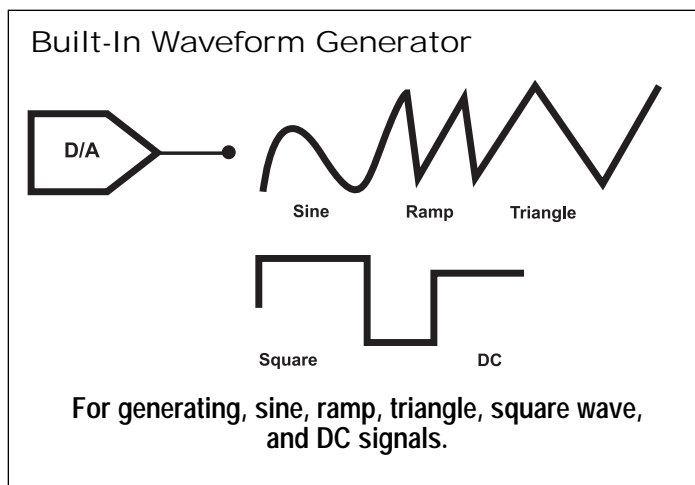 Built-In Waveform Generator
D/A
Sine Ramp Triangle
Square DC
For generating, sine, ramp, triangle, square wave,
and DC signals.